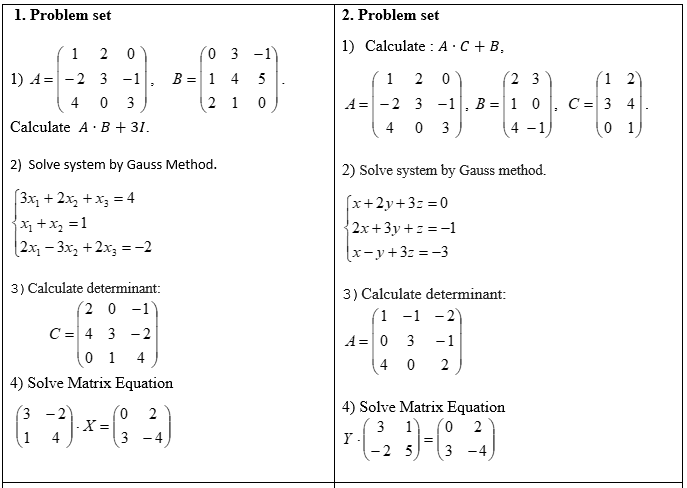 1. Problem set
1) A = ( 1 2 0 ; -2 3 -1 ; 4 0 3 ), B = ( 0 3 -1 ; 1 4 5 ; 2 1 0 ).
Calculate A · B + 3I.
2) Solve system by Gauss Method.
{ 3x₁ + 2x₂ + x₃ = 4
x₁ + x₂ = 1
2x₁ - 3x₂ + 2x₃ = -2
3) Calculate determinant:
C = ( 2 0 -1 ; 4 3 -2 ; 0 1 4 )
4) Solve Matrix Equation
( 3 -2 ; 1 4 ) · X = ( 0 2 ; 3 -4 )
2. Problem set
1) Calculate : A · C + B,
A = ( 1 2 0 ; -2 3 -1 ; 4 0 3 ), B = ( 2 3 ; 1 0 ; 4 -1 ), C = ( 1 2 ; 3 4 ; 0 1 ).
2) Solve system by Gauss method.
{ x + 2y + 3z = 0
2x + 3y + z = -1
x - y + 3z = -3
3) Calculate determinant:
A = ( 1 -1 -2 ; 0 3 -1 ; 4 0 2 )
4) Solve Matrix Equation
Y · ( 3 1 ; -2 5 ) = ( 0 2 ; 3 -4 )